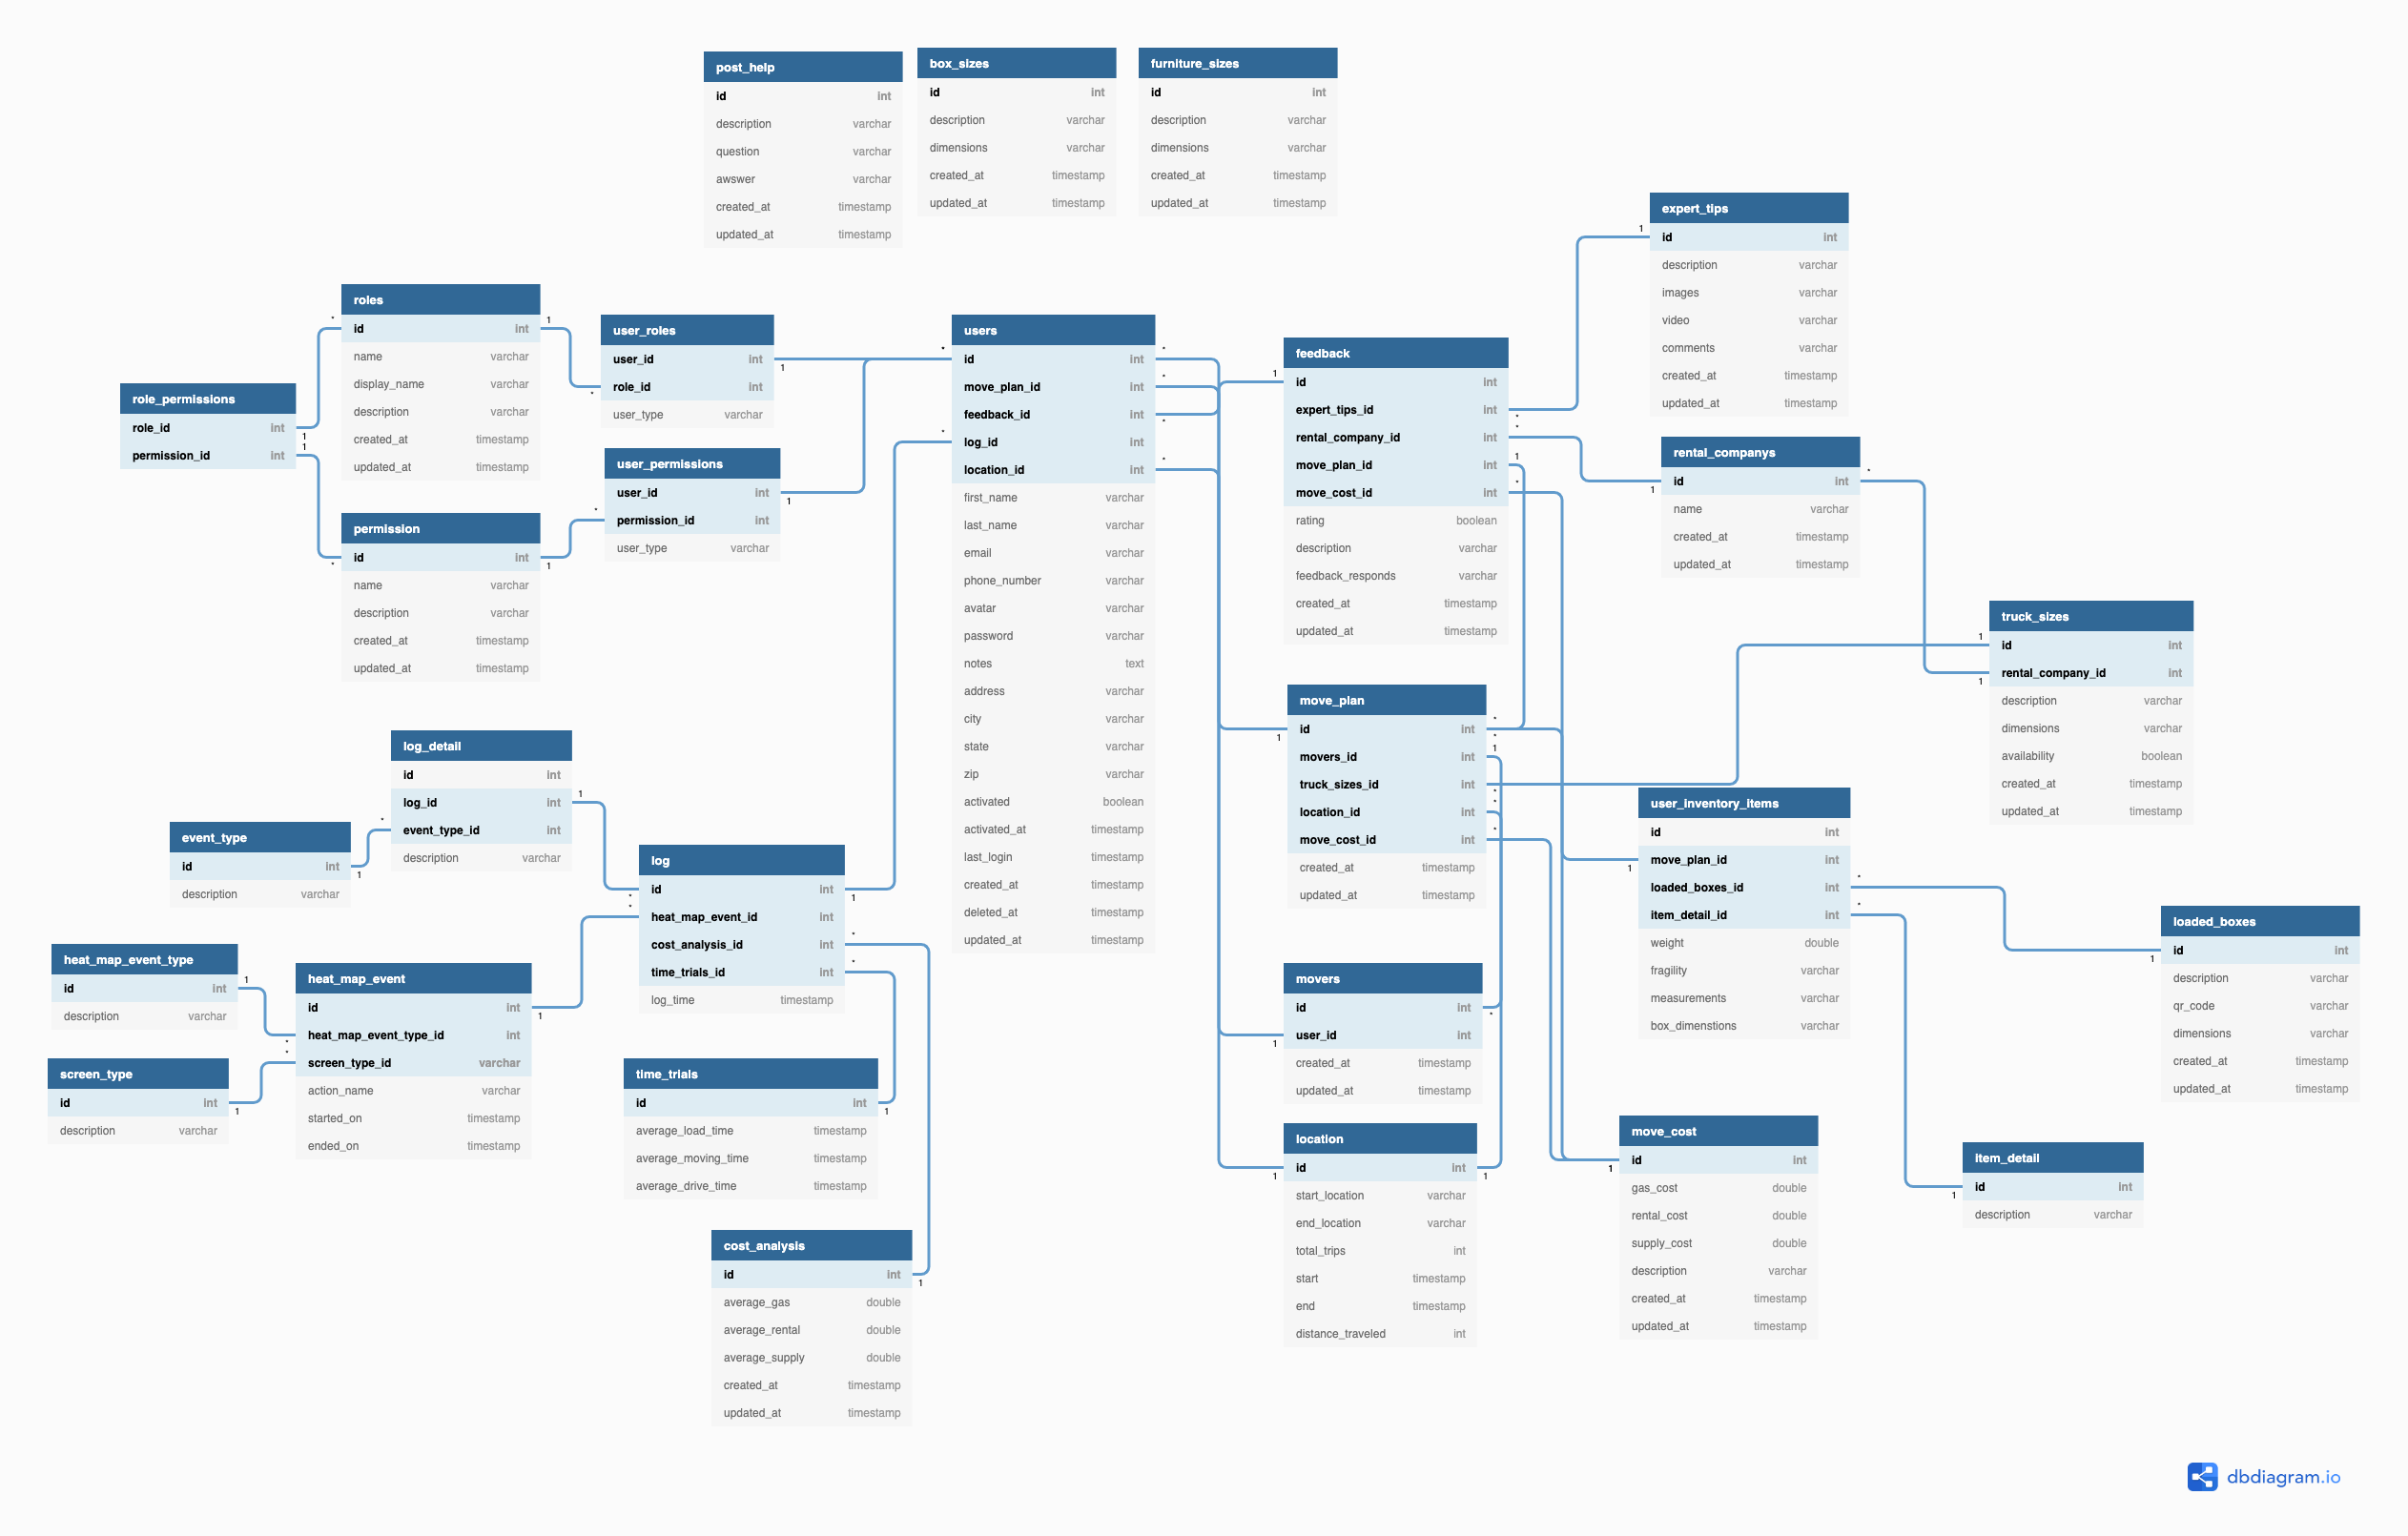 post_help
id int
description varchar
question varchar
awswer varchar
created_at timestamp
updated_at timestamp
box_sizes
id int
description varchar
dimensions varchar
created_at timestamp
updated_at timestamp
furniture_sizes
id int
description varchar
dimensions varchar
created_at timestamp
updated_at timestamp
expert_tips
id int
description varchar
images varchar
video varchar
comments varchar
created_at timestamp
updated_at timestamp
roles
id int
name varchar
display_name varchar
description varchar
created_at timestamp
updated_at timestamp
user_roles
user_id int
role_id int
user_type varchar
role_permissions
role_id int
permission_id int
user_permissions
user_id int
permission_id int
user_type varchar
permission
id int
name varchar
description varchar
created_at timestamp
updated_at timestamp
users
id int
move_plan_id int
feedback_id int
log_id int
location_id int
first_name varchar
last_name varchar
email varchar
phone_number varchar
avatar varchar
password varchar
notes text
address varchar
city varchar
state varchar
zip varchar
activated boolean
activated_at timestamp
last_login timestamp
created_at timestamp
deleted_at timestamp
updated_at timestamp
feedback
id int
expert_tips_id int
rental_company_id int
move_plan_id int
move_cost_id int
rating boolean
description varchar
feedback_responds varchar
created_at timestamp
updated_at timestamp
rental_companys
id int
name varchar
created_at timestamp
updated_at timestamp
truck_sizes
id int
rental_company_id int
description varchar
dimensions varchar
availability boolean
created_at timestamp
updated_at timestamp
move_plan
id int
movers_id int
truck_sizes_id int
location_id int
move_cost_id int
created_at timestamp
updated_at timestamp
user_inventory_items
id int
move_plan_id int
loaded_boxes_id int
item_detail_id int
weight double
fragility varchar
measurements varchar
box_dimenstions varchar
loaded_boxes
id int
description varchar
qr_code varchar
dimensions varchar
created_at timestamp
updated_at timestamp
log_detail
id int
log_id int
event_type_id int
description varchar
event_type
id int
description varchar
log
id int
heat_map_event_id int
cost_analysis_id int
time_trials_id int
log_time timestamp
heat_map_event_type
id int
description varchar
heat_map_event
id int
heat_map_event_type_id int
screen_type_id varchar
action_name varchar
started_on timestamp
ended_on timestamp
screen_type
id int
description varchar
time_trials
id int
average_load_time timestamp
average_moving_time timestamp
average_drive_time timestamp
cost_analysis
id int
average_gas double
average_rental double
average_supply double
created_at timestamp
updated_at timestamp
movers
id int
user_id int
created_at timestamp
updated_at timestamp
location
id int
start_location varchar
end_location varchar
total_trips int
start timestamp
end timestamp
distance_traveled int
move_cost
id int
gas_cost double
rental_cost double
supply_cost double
description varchar
created_at timestamp
updated_at timestamp
item_detail
id int
description varchar
dbdiagram.io